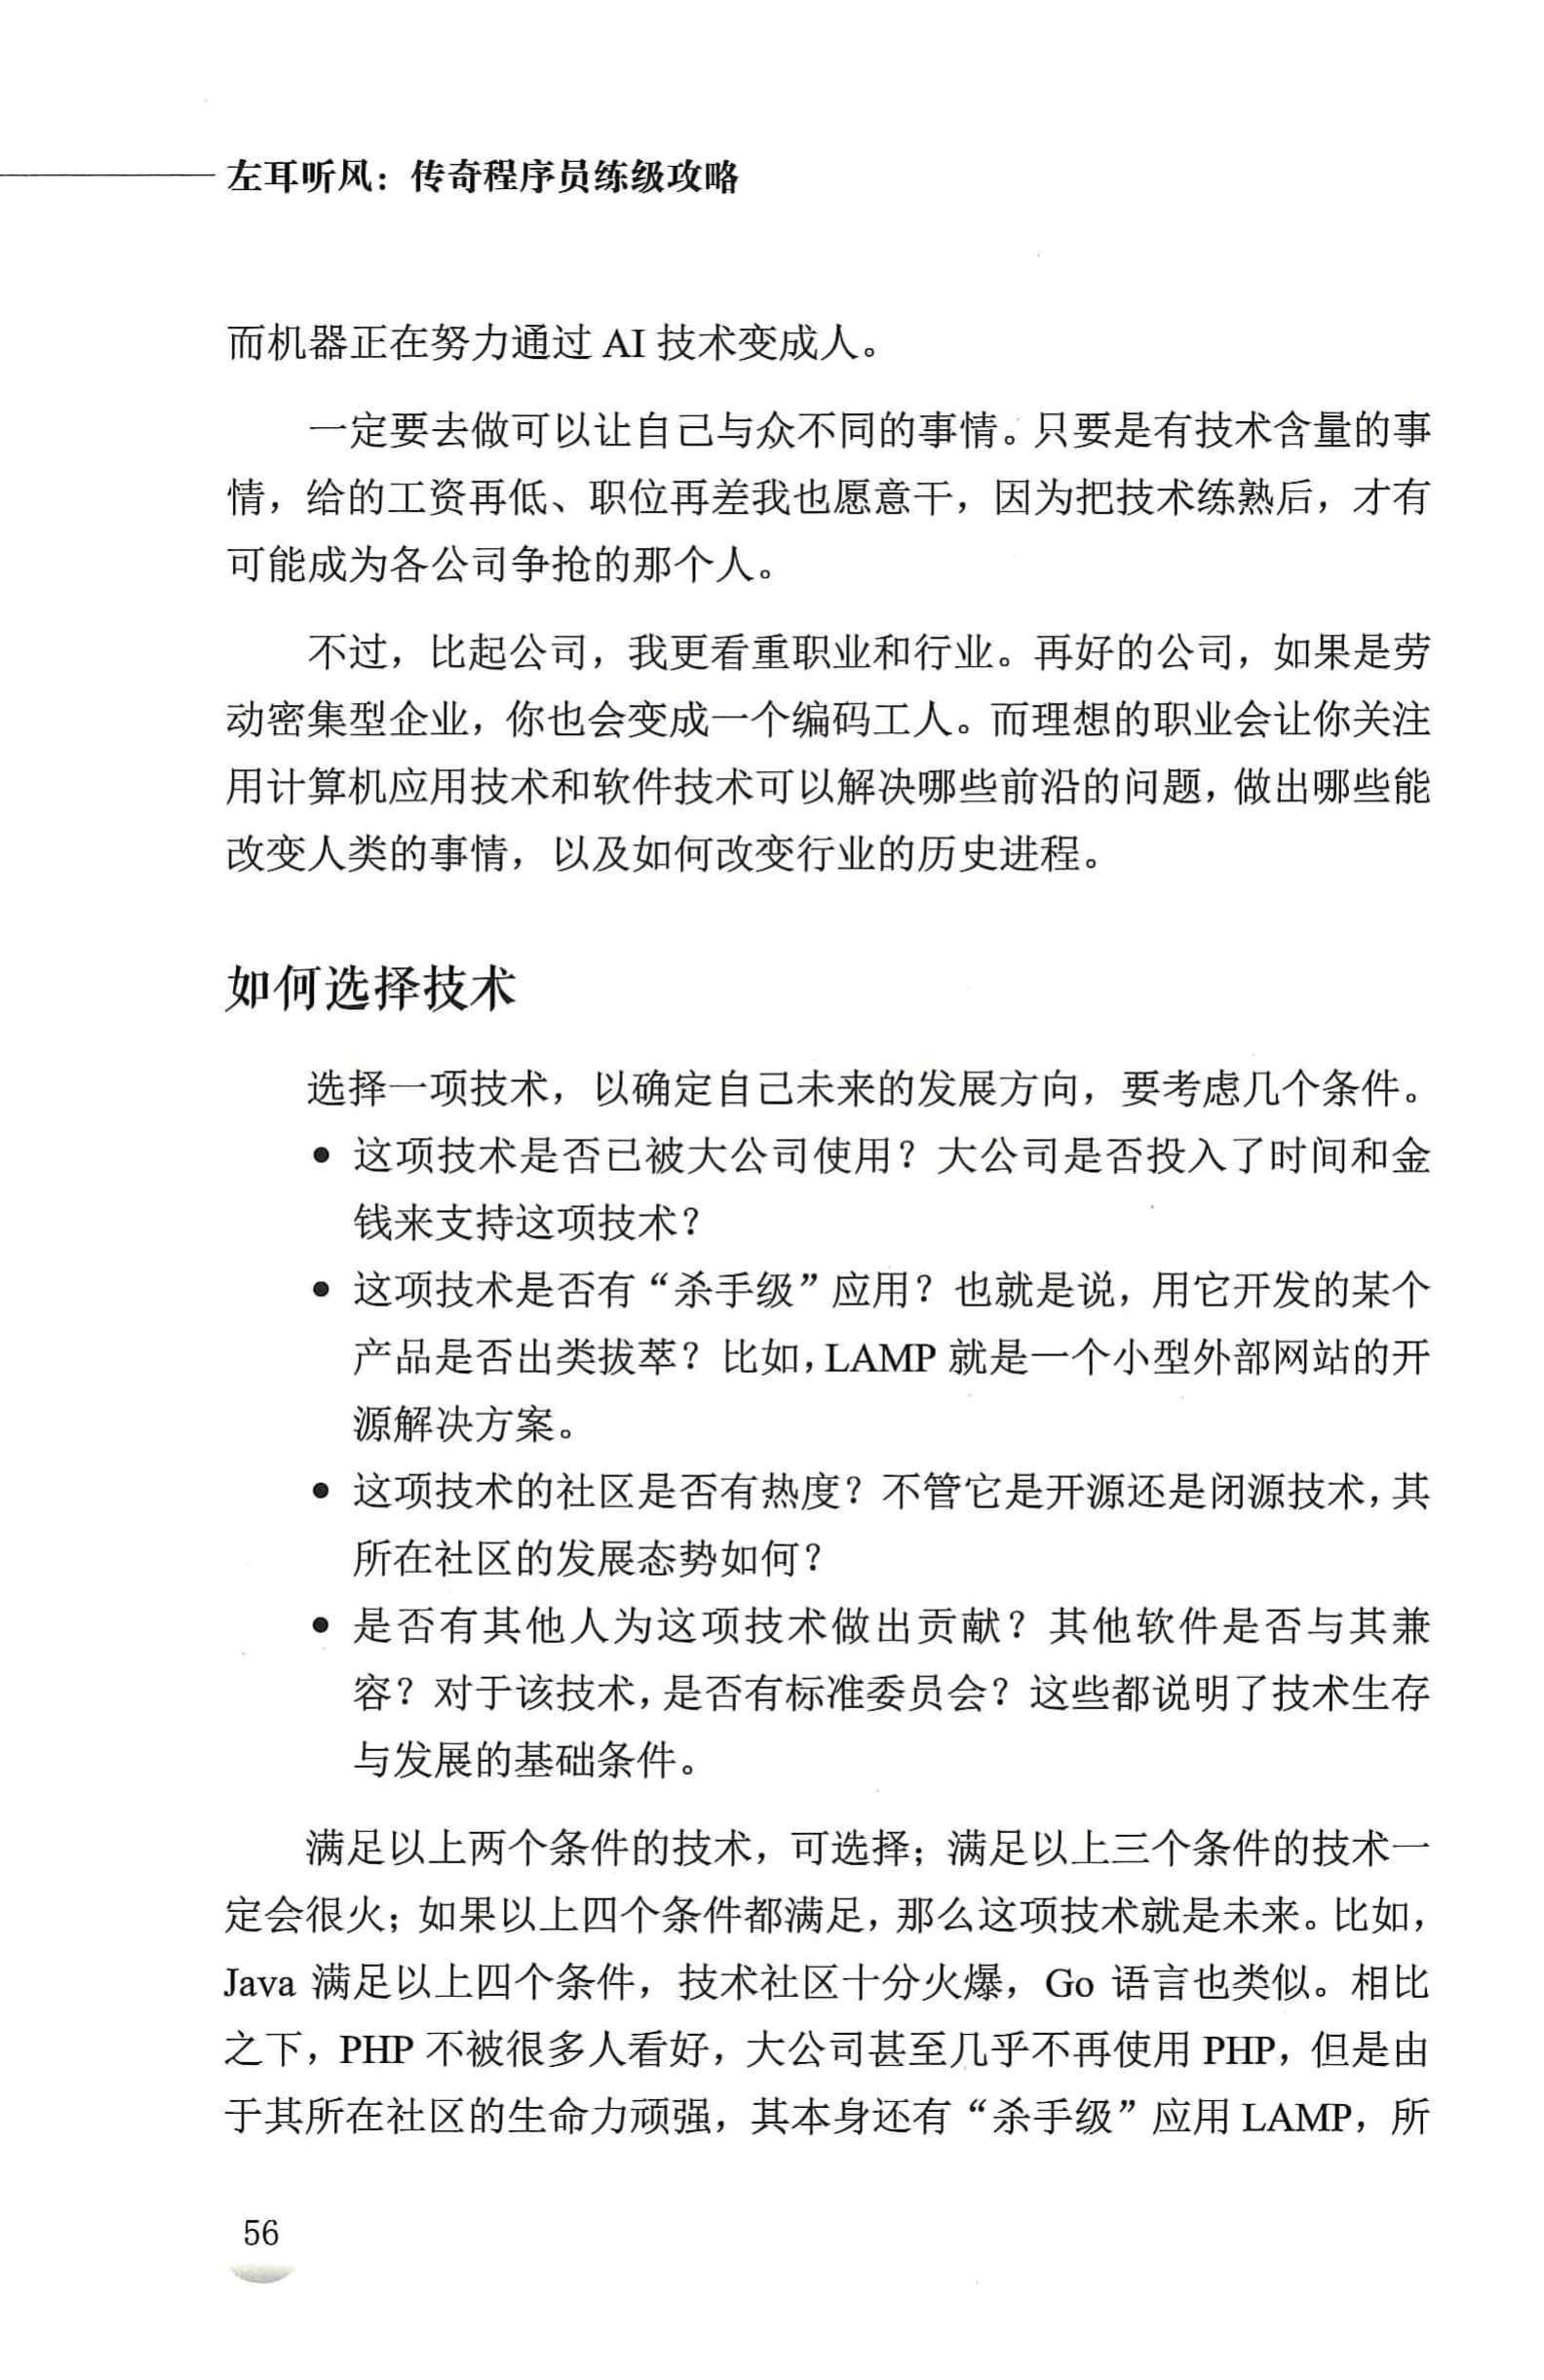 左耳听风：传奇程序员练级攻略
而机器正在努力通过 AI 技术变成人。
一定要去做可以让自己与众不同的事情。只要是有技术含量的事
情，给的工资再低、职位再差我也愿意干，因为把技术练熟后，才有
可能成为各公司争抢的那个人。
不过，比起公司，我更看重职业和行业。再好的公司，如果是劳
动密集型企业，你也会变成一个编码工人。而理想的职业会让你关注
用计算机应用技术和软件技术可以解决哪些前沿的问题，做出哪些能
改变人类的事情，以及如何改变行业的历史进程。
如何选择技术
选择一项技术，以确定自己未来的发展方向，要考虑几个条件。
● 这项技术是否已被大公司使用？大公司是否投入了时间和金
钱来支持这项技术？
● 这项技术是否有“杀手级”应用？也就是说，用它开发的某个
产品是否出类拔萃？比如，LAMP 就是一个小型外部网站的开
源解决方案。
● 这项技术的社区是否有热度？不管它是开源还是闭源技术，其
所在社区的发展态势如何？
● 是否有其他人为这项技术做出贡献？其他软件是否与其兼
容？对于该技术，是否有标准委员会？这些都说明了技术生存
与发展的基础条件。
满足以上两个条件的技术，可选择；满足以上三个条件的技术一
定会很火；如果以上四个条件都满足，那么这项技术就是未来。比如，
Java 满足以上四个条件，技术社区十分火爆，Go 语言也类似。相比
之下，PHP 不被很多人看好，大公司甚至几乎不再使用 PHP，但是由
于其所在社区的生命力顽强，其本身还有“杀手级”应用 LAMP，所
56